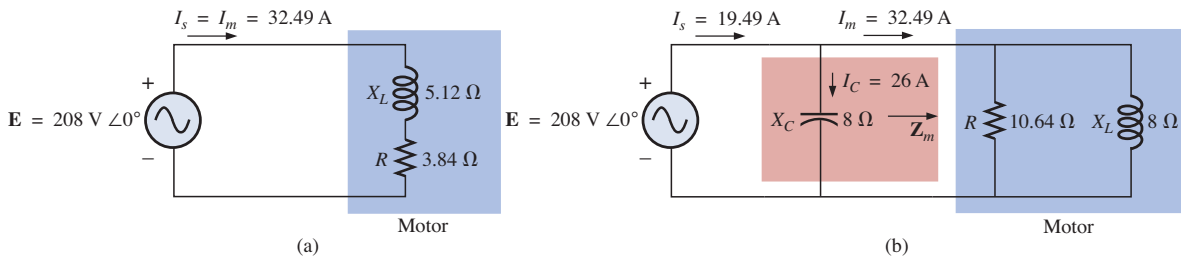 I_s = I_m = 32.49 A
+
E = 208 V ∠0°
–
X_L 5.12 Ω
R 3.84 Ω
Motor
(a)
I_s = 19.49 A
I_m = 32.49 A
+
E = 208 V ∠0°
–
I_C = 26 A
X_C 8 Ω
Z_m
R 10.64 Ω
X_L 8 Ω
Motor
(b)